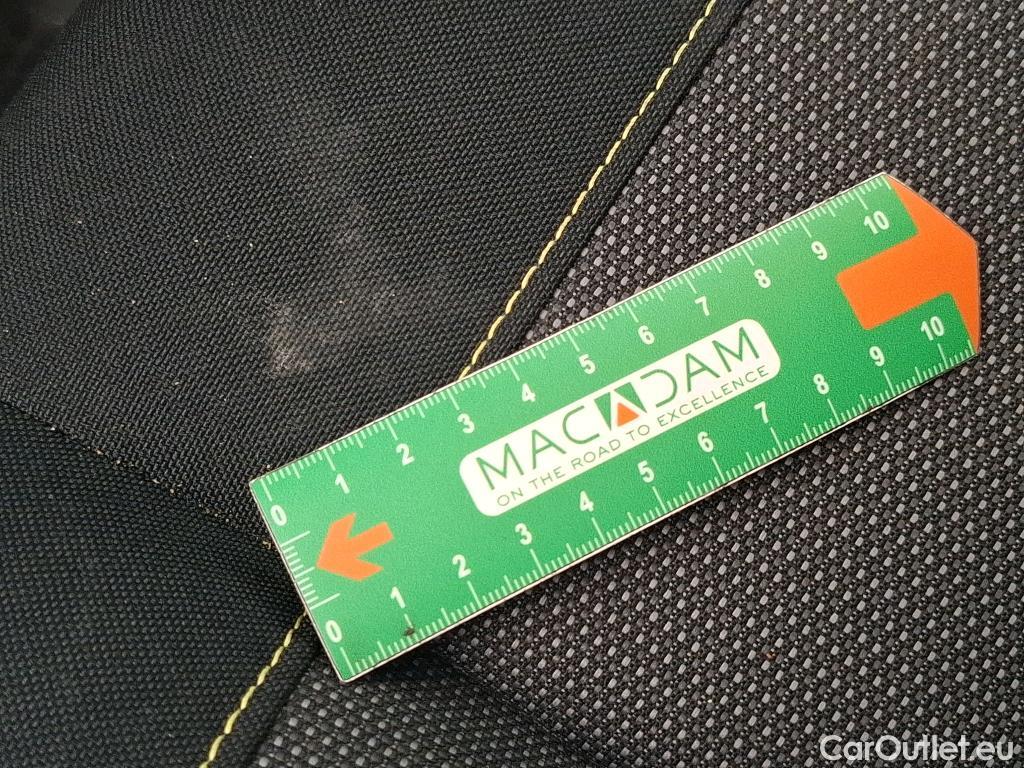 0 1 2 3 4 5 6 7 8 9 10
MACADAM
ON THE ROAD TO EXCELLENCE
0 1 2 3 4 5 6 7 8 9 10
CarOutlet.eu